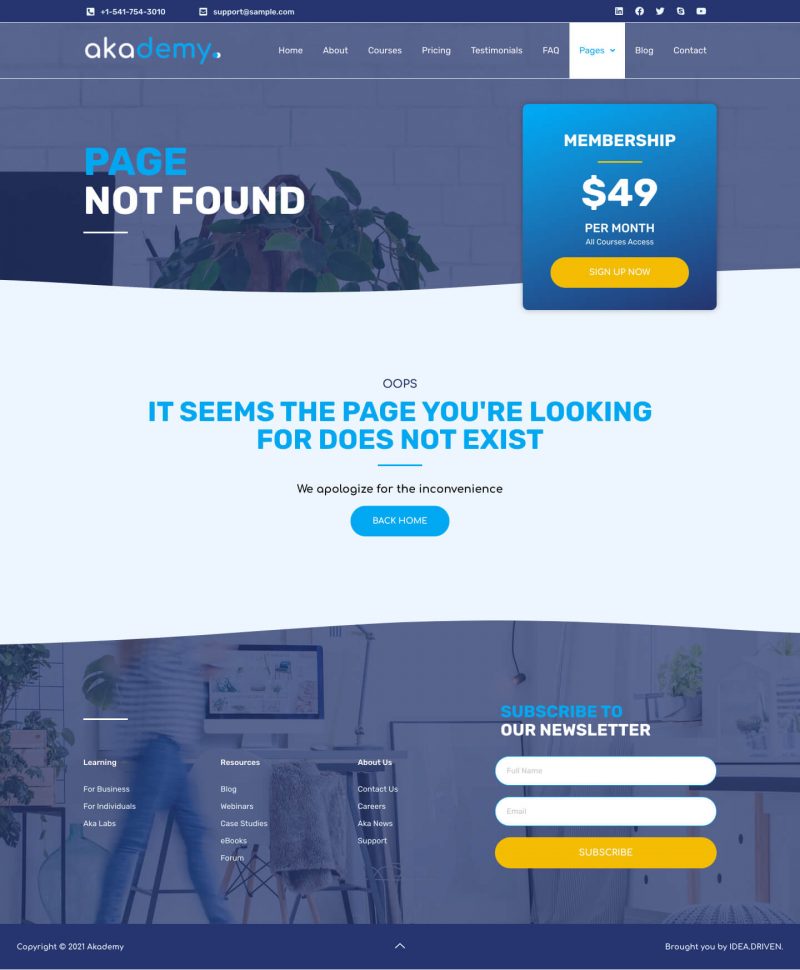 +1-541-754-3010
support@sample.com
akademy
Home
About
Courses
Pricing
Testimonials
FAQ
Pages
Blog
Contact
PAGE
NOT FOUND
MEMBERSHIP
$49
PER MONTH
All Courses Access
SIGN UP NOW
OOPS
IT SEEMS THE PAGE YOU'RE LOOKING
FOR DOES NOT EXIST
We apologize for the inconvenience
BACK HOME
Learning
For Business
For Individuals
Aka Labs
Resources
Blog
Webinars
Case Studies
eBooks
Forum
About Us
Contact Us
Careers
Aka News
Support
SUBSCRIBE TO
OUR NEWSLETTER
Full Name
Email
SUBSCRIBE
Copyright © 2021 Akademy
Brought you by IDEA.DRIVEN.